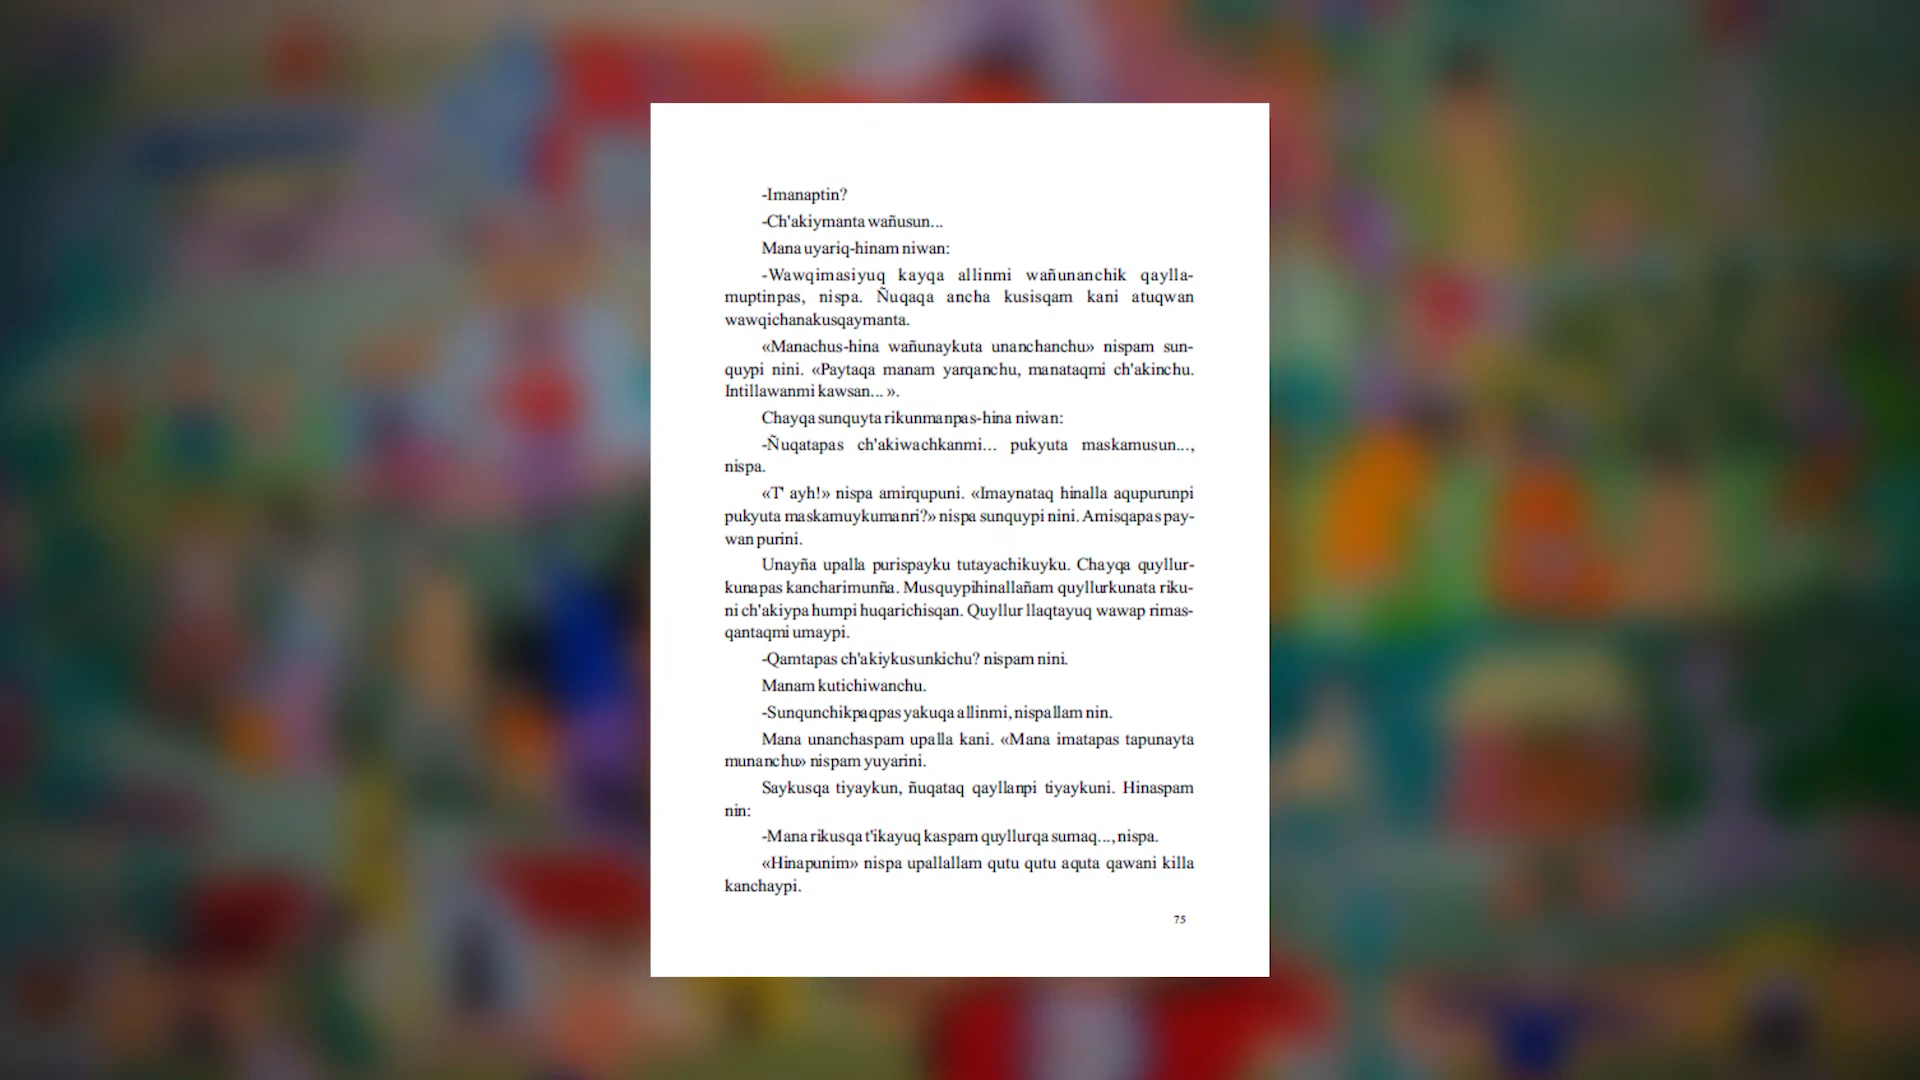 -Imanaptin?
-Ch'akiymanta wañusun...
Mana uyariq-hinam niwan:
-Wawqimasiyuq kayqa allinmi wañunanchik qaylla-
muptinpas, nispa. Ñuqaqa ancha kusisqam kani atuqwan
wawqichanakusqaymanta.
«Manachus-hina wañunaykuta unanchanchu» nispam sun-
quypi nini. «Paytaqa manam yarqanchu, manataqmi ch'akinchu.
Intillawanmi kawsan... ».
Chayqa sunquyta rikunmanpas-hina niwan:
-Ñuqatapas ch'akiwachkanmi... pukyuta maskamusun...,
nispa.
«T' ayh!» nispa amirqupuni. «Imaynataq hinalla aqupurunpi
pukyuta maskamuykumanri?» nispa sunquypi nini. Amisqapas pay-
wan purini.
Unayña upalla purispayku tutayachikuyku. Chayqa quyllur-
kunapas kancharimunña. Musquypihinallañam quyllurkunata riku-
ni ch'akiypa humpi huqarichisqan. Quyllur llaqtayuq wawap rimas-
qantaqmi umaypi.
-Qamtapas ch'akiykusunkichu? nispam nini.
Manam kutichiwanchu.
-Sunqunchikpaqpas yakuqa allinmi, nispallam nin.
Mana unanchaspam upalla kani. «Mana imatapas tapunayta
munanchu» nispam yuyarini.
Saykusqa tiyaykun, ñuqataq qayllanpi tiyaykuni. Hinaspam
nin:
-Mana rikusqa t'ikayuq kaspam quyllurqa sumaq..., nispa.
«Hinapunim» nispa upallallam qutu qutu aquta qawani killa
kanchaypi.
75